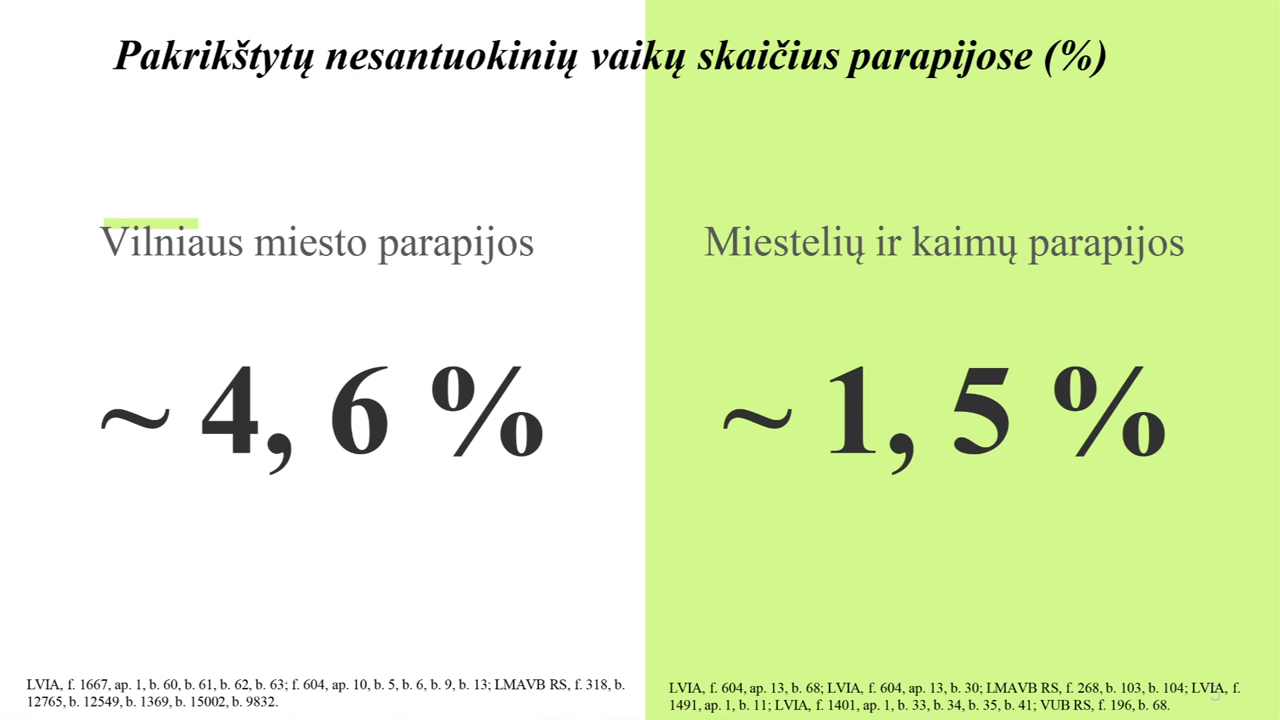 Pakrikštytų nesantuokinių vaikų skaičius parapijose (%)
Vilniaus miesto parapijos
~ 4, 6 %
LVIA, f. 1667, ap. 1, b. 60, b. 61, b. 62, b. 63; f. 604, ap. 10, b. 5, b. 6, b. 9, b. 13; LMAVB RS, f. 318, b.
12765, b. 12549, b. 1369, b. 15002, b. 9832.
Miestelių ir kaimų parapijos
~ 1, 5 %
LVIA, f. 604, ap. 13, b. 68; LVIA, f. 604, ap. 13, b. 30; LMAVB RS, f. 268, b. 103, b. 104; LVIA, f.
1491, ap. 1, b. 11; LVIA, f. 1401, ap. 1, b. 33, b. 34, b. 35, b. 41; VUB RS, f. 196, b. 68.